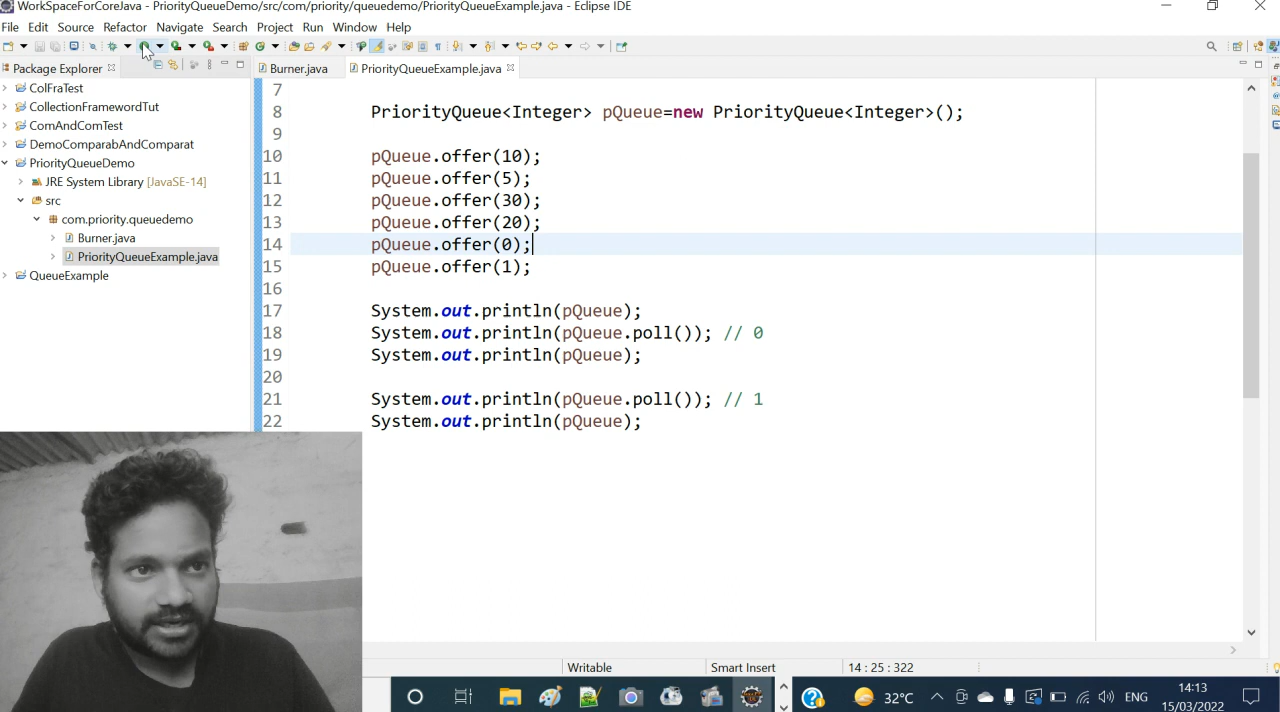 WorkSpaceForCoreJava - PriorityQueueDemo/src/com/priority/queuedemo/PriorityQueueExample.java - Eclipse IDE
File Edit Source Refactor Navigate Search Project Run Window Help
Package Explorer
Burner.java
PriorityQueueExample.java
ColFraTest
CollectionFramewordTut
ComAndComTest
DemoComparabAndComparat
PriorityQueueDemo
JRE System Library [JavaSE-14]
src
com.priority.queuedemo
Burner.java
PriorityQueueExample.java
QueueExample
7
8 PriorityQueue<Integer> pQueue=new PriorityQueue<Integer>();
9
10 pQueue.offer(10);
11 pQueue.offer(5);
12 pQueue.offer(30);
13 pQueue.offer(20);
14 pQueue.offer(0);
15 pQueue.offer(1);
16
17 System.out.println(pQueue);
18 System.out.println(pQueue.poll()); // 0
19 System.out.println(pQueue);
20
21 System.out.println(pQueue.poll()); // 1
22 System.out.println(pQueue);
Writable Smart Insert 14 : 25 : 322
32°C ENG 14:13
15/03/2022